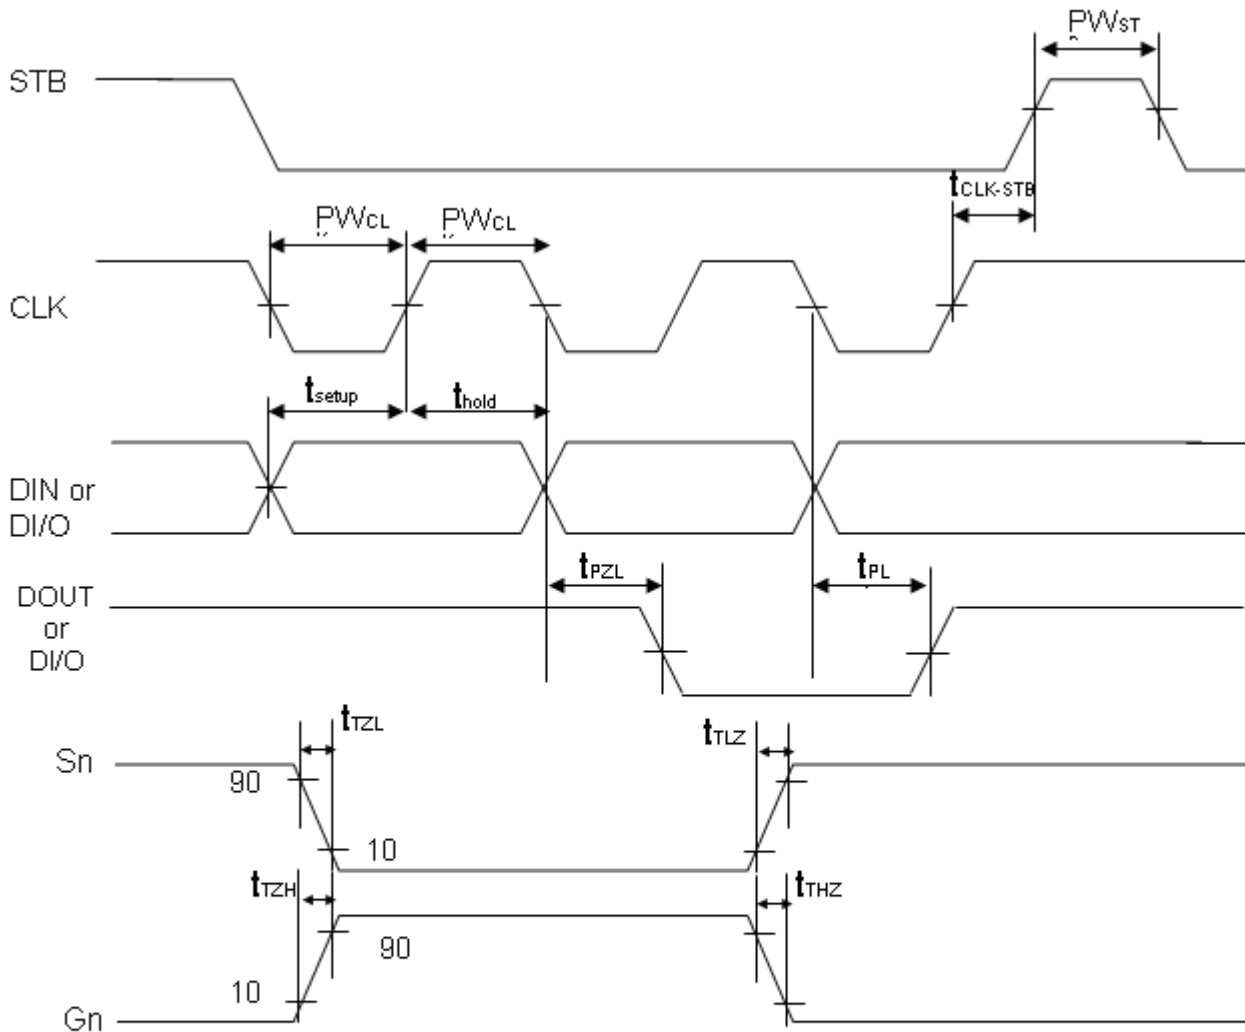 PWST
STB
tCLK-STB
PWCL PWCL
CLK
tsetup thold
DIN or
DI/O
tPZL tPL
DOUT
or
DI/O
tTZL tTLZ
Sn
90
10
tTZH tTHZ
90
10
Gn